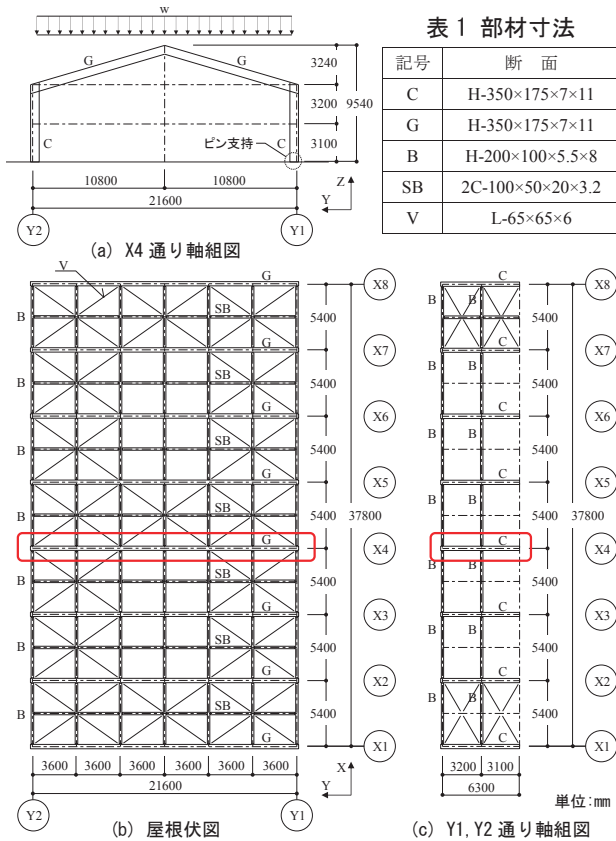 w
G
G
C
C
ピン支持
3240
3200
3100
9540
10800
10800
21600
Z
Y
Y2
Y1
(a) X4 通り軸組図
表 1 部材寸法
記号 断 面
C H-350×175×7×11
G H-350×175×7×11
B H-200×100×5.5×8
SB 2C-100×50×20×3.2
V L-65×65×6
V
G
B
SB
G
B
SB
G
B
SB
G
SB
G
B
SB
G
B
SB
G
B
SB
G
B
SB
G
5400
5400
5400
5400
5400
5400
5400
37800
X8
X7
X6
X5
X4
X3
X2
X1
3600 3600 3600 3600 3600 3600
21600
X
Y
Y2
Y1
(b) 屋根伏図
C
B B
C
B B
C
B B
C
B B
C
B B
C
B B
C
B B
C
5400
5400
5400
5400
5400
5400
5400
37800
X8
X7
X6
X5
X4
X3
X2
X1
3200 3100
6300
単位:mm
(c) Y1, Y2 通り軸組図